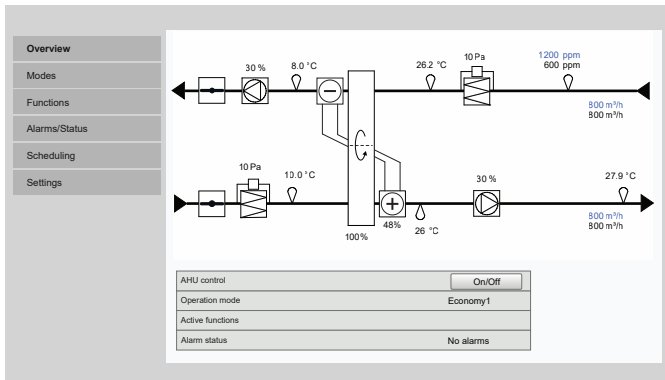 Overview
Modes
Functions
Alarms/Status
Scheduling
Settings
30 %
8.0 °C
26.2 °C
10 Pa
1200 ppm
600 ppm
800 m³/h
800 m³/h
10 Pa
10.0 °C
100%
48%
26 °C
30 %
27.9 °C
800 m³/h
800 m³/h
AHU control On/Off
Operation mode Economy1
Active functions
Alarm status No alarms